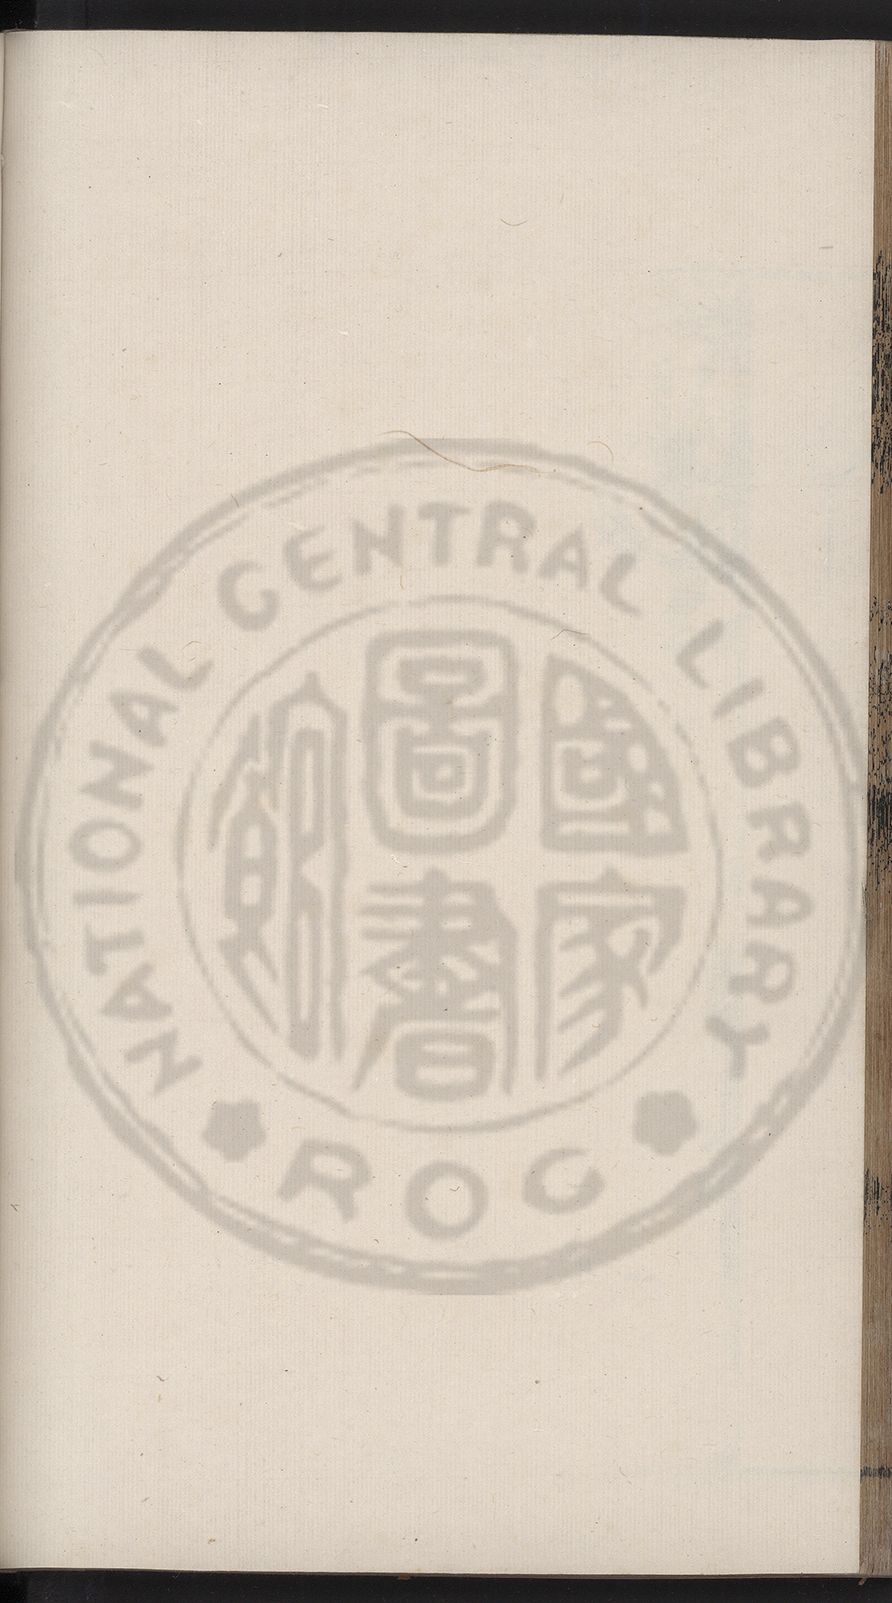 NATIONAL CENTRAL LIBRARY
國家
圖書
館
ROC